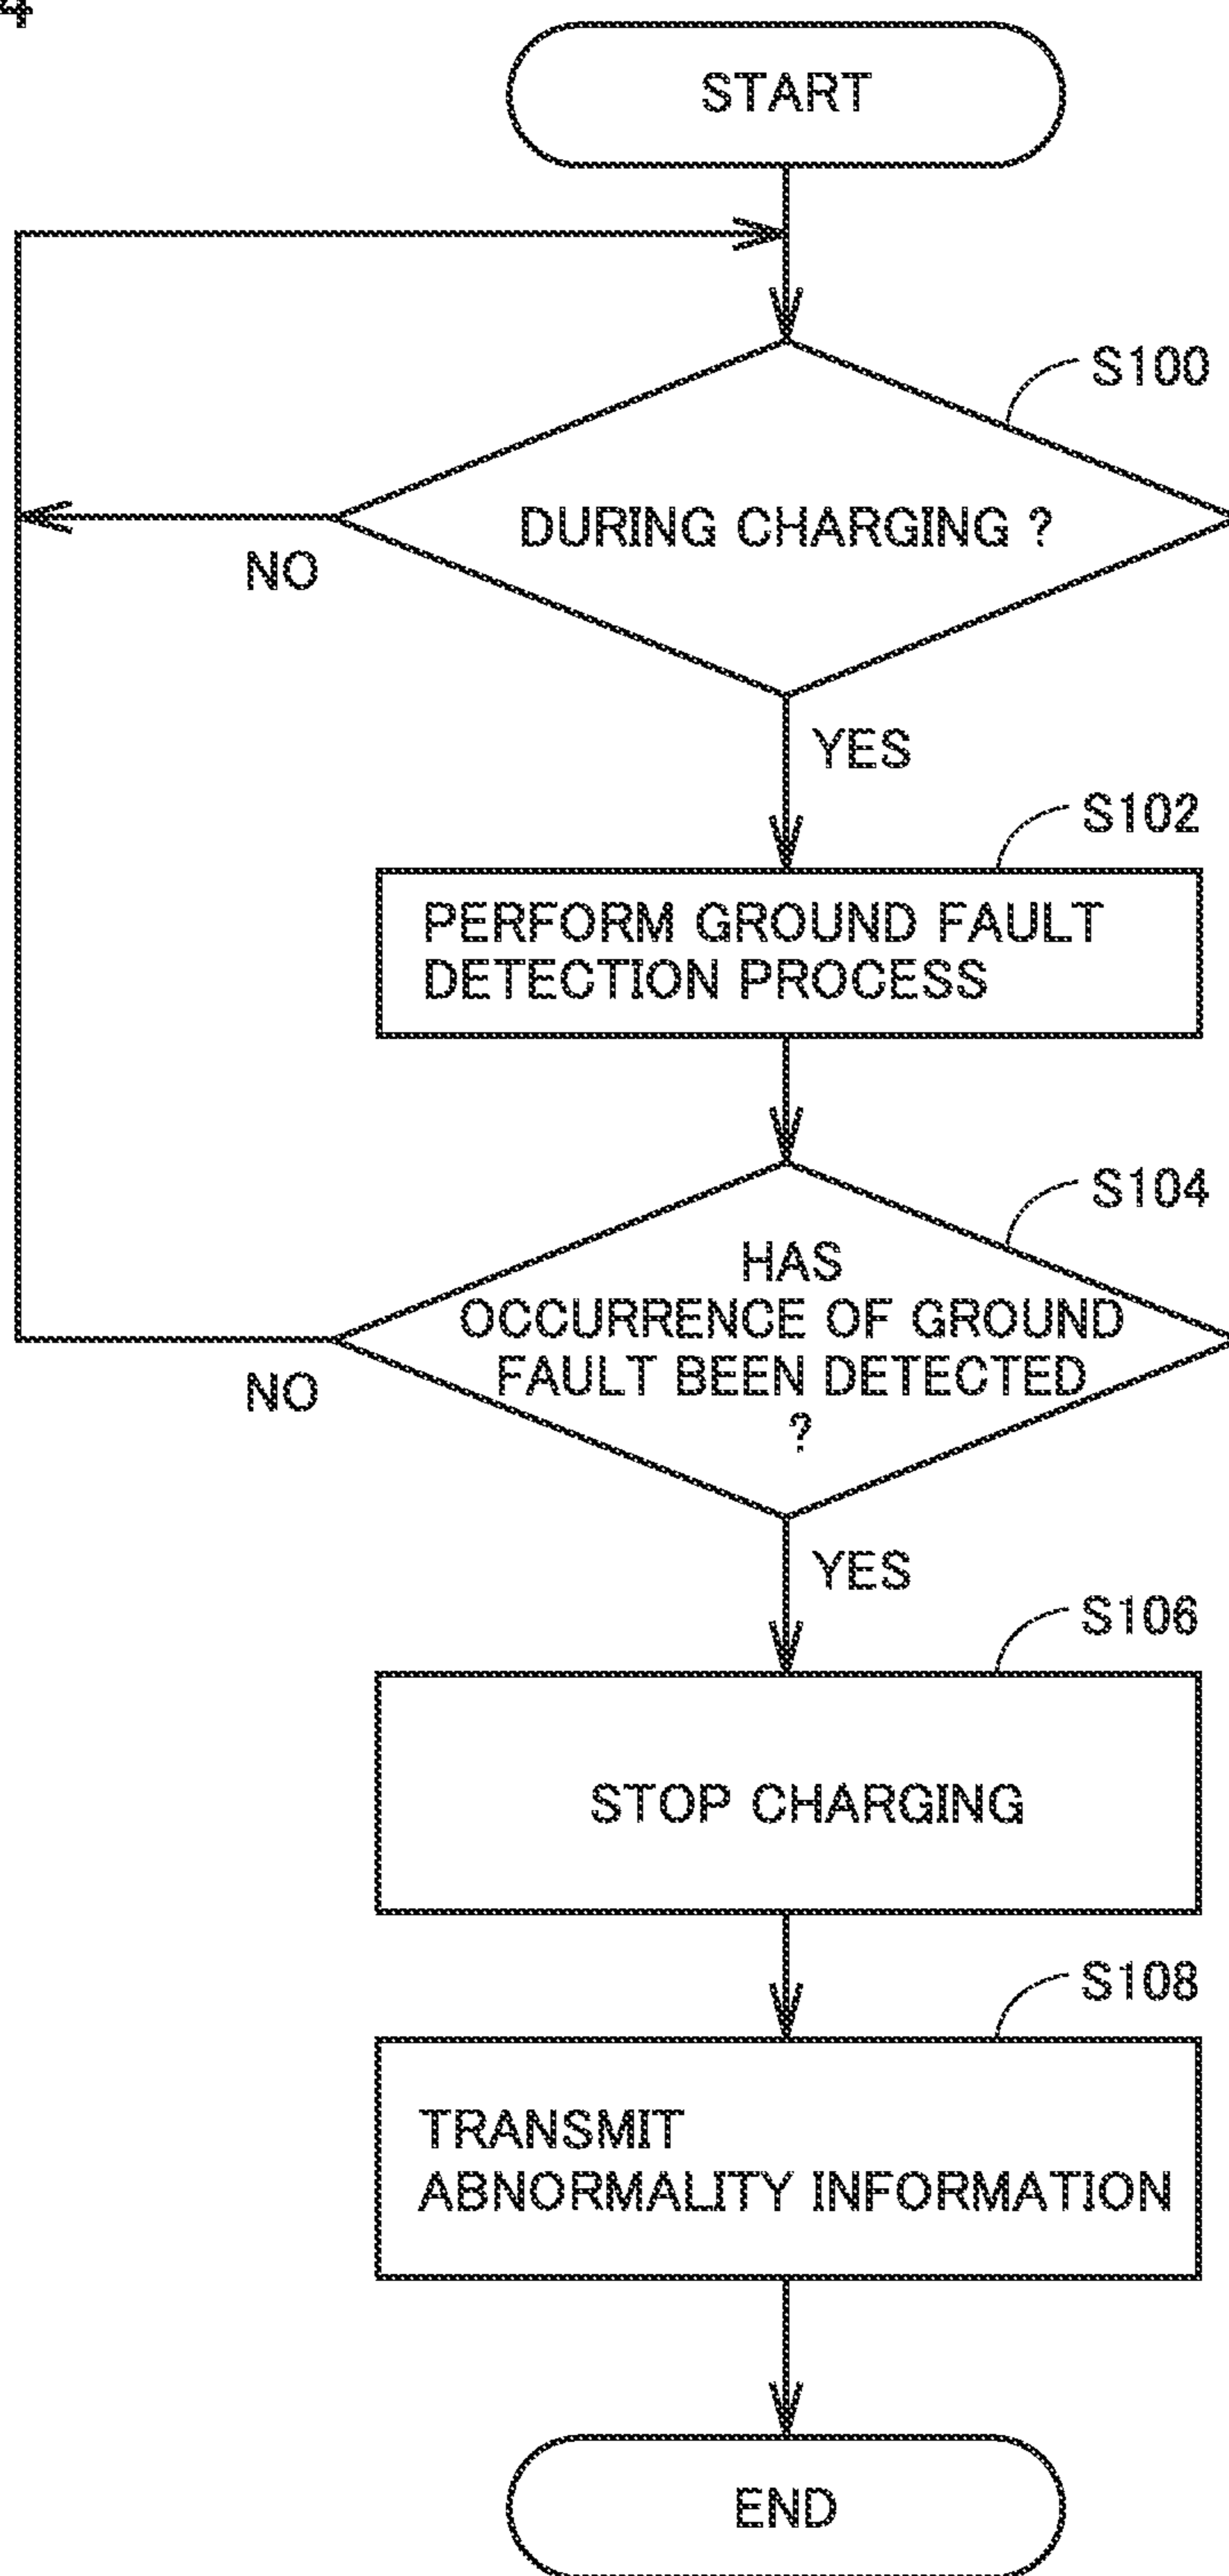 4
START
S100
DURING CHARGING ?
NO
YES
S102
PERFORM GROUND FAULT
DETECTION PROCESS
S104
HAS
OCCURRENCE OF GROUND
FAULT BEEN DETECTED
?
NO
YES
S106
STOP CHARGING
S108
TRANSMIT
ABNORMALITY INFORMATION
END